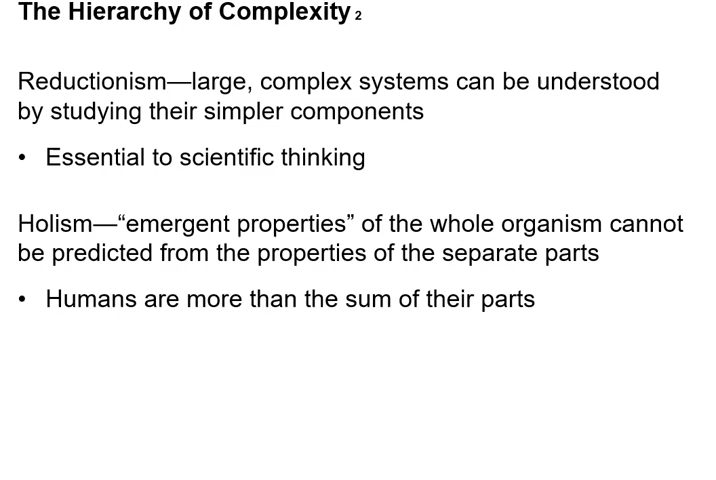 The Hierarchy of Complexity 2
Reductionism—large, complex systems can be understood
by studying their simpler components
• Essential to scientific thinking
Holism—“emergent properties” of the whole organism cannot
be predicted from the properties of the separate parts
• Humans are more than the sum of their parts